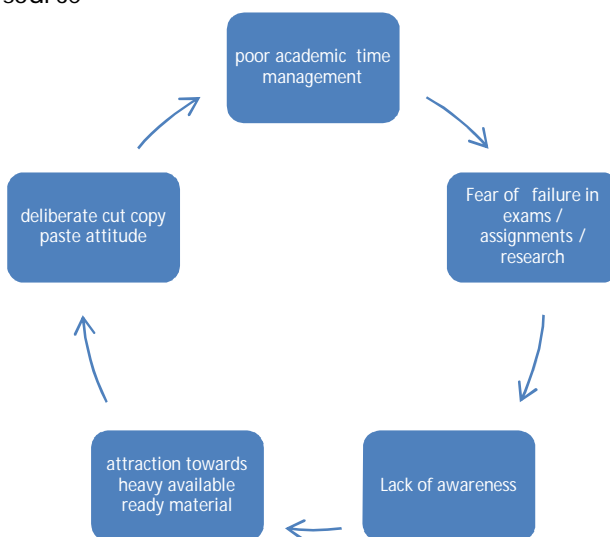 source
poor academic time
management
Fear of failure in
exams /
assignments /
research
Lack of awareness
attraction towards
heavy available
ready material
deliberate cut copy
paste attitude